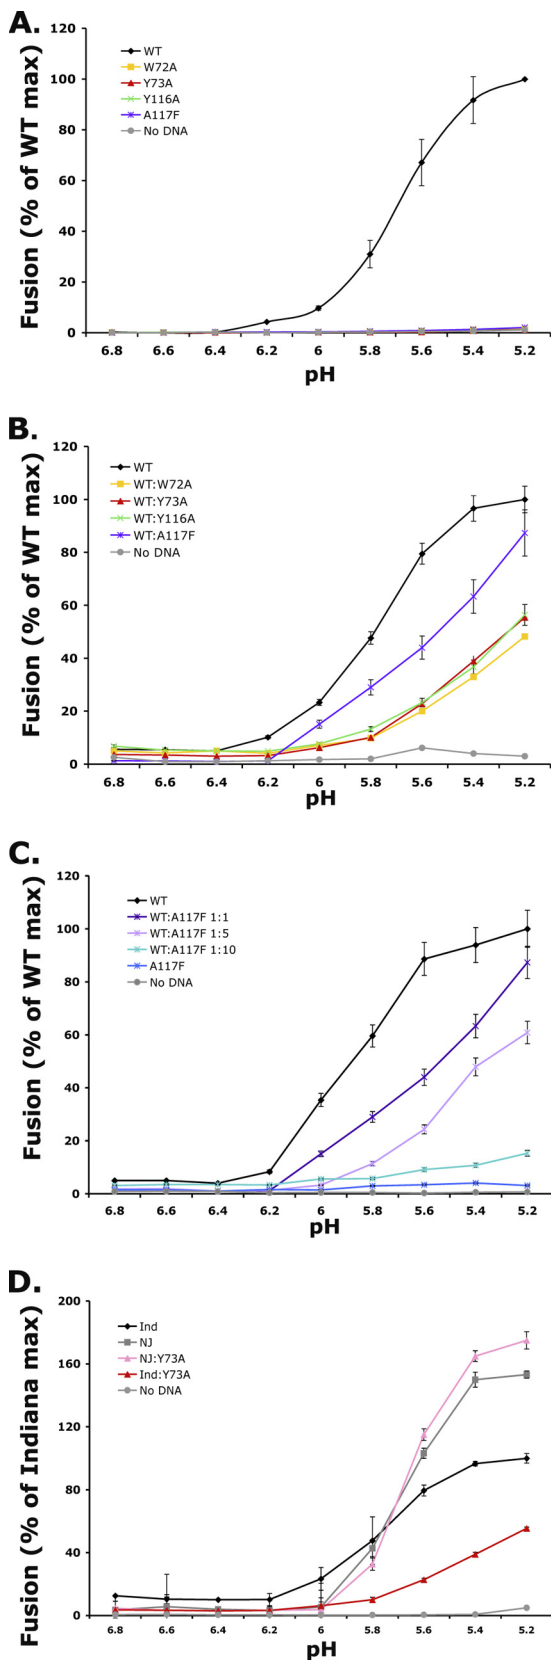 A.
Fusion (% of WT max)
120
100
80
60
40
20
0
WT
W72A
Y73A
Y116A
A117F
No DNA
6.8 6.6 6.4 6.2 6 5.8 5.6 5.4 5.2
pH
B.
Fusion (% of WT max)
120
100
80
60
40
20
0
WT
WT:W72A
WT:Y73A
WT:Y116A
WT:A117F
No DNA
6.8 6.6 6.4 6.2 6 5.8 5.6 5.4 5.2
pH
C.
Fusion (% of WT max)
120
100
80
60
40
20
0
WT
WT:A117F 1:1
WT:A117F 1:5
WT:A117F 1:10
A117F
No DNA
6.8 6.6 6.4 6.2 6 5.8 5.6 5.4 5.2
pH
D.
Fusion (% of Indiana max)
200
160
120
80
40
0
Ind
NJ
NJ:Y73A
Ind:Y73A
No DNA
6.8 6.6 6.4 6.2 6 5.8 5.6 5.4 5.2
pH